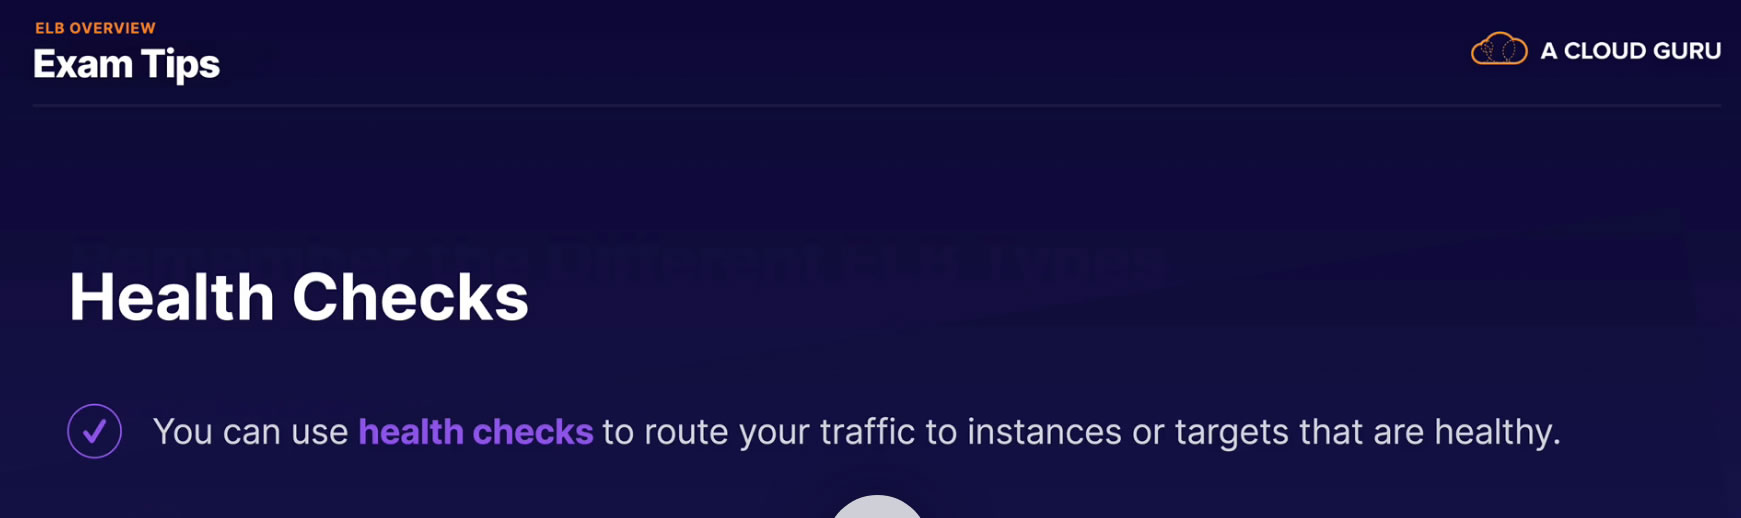 ELB OVERVIEW
Exam Tips
A CLOUD GURU
Remember the Different ELB Types
Health Checks
You can use health checks to route your traffic to instances or targets that are healthy.